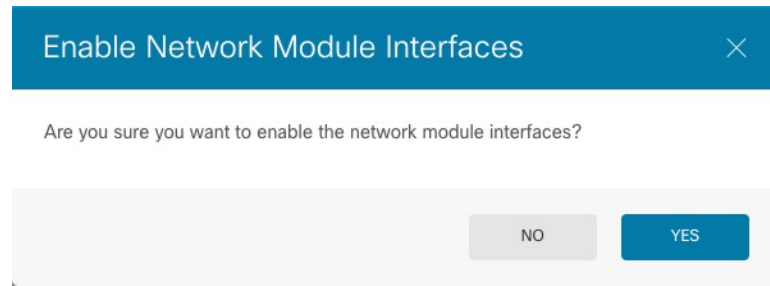 Enable Network Module Interfaces
Are you sure you want to enable the network module interfaces?
NO
YES